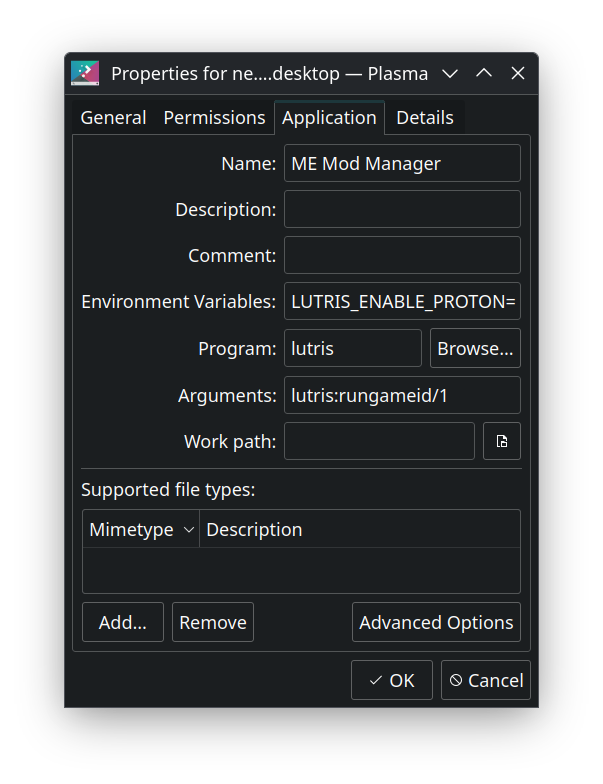 Properties for ne....desktop — Plasma
General Permissions Application Details
Name: ME Mod Manager
Description:
Comment:
Environment Variables: LUTRIS_ENABLE_PROTON=
Program: lutris Browse...
Arguments: lutris:rungameid/1
Work path:
Supported file types:
Mimetype Description
Add... Remove Advanced Options
OK Cancel